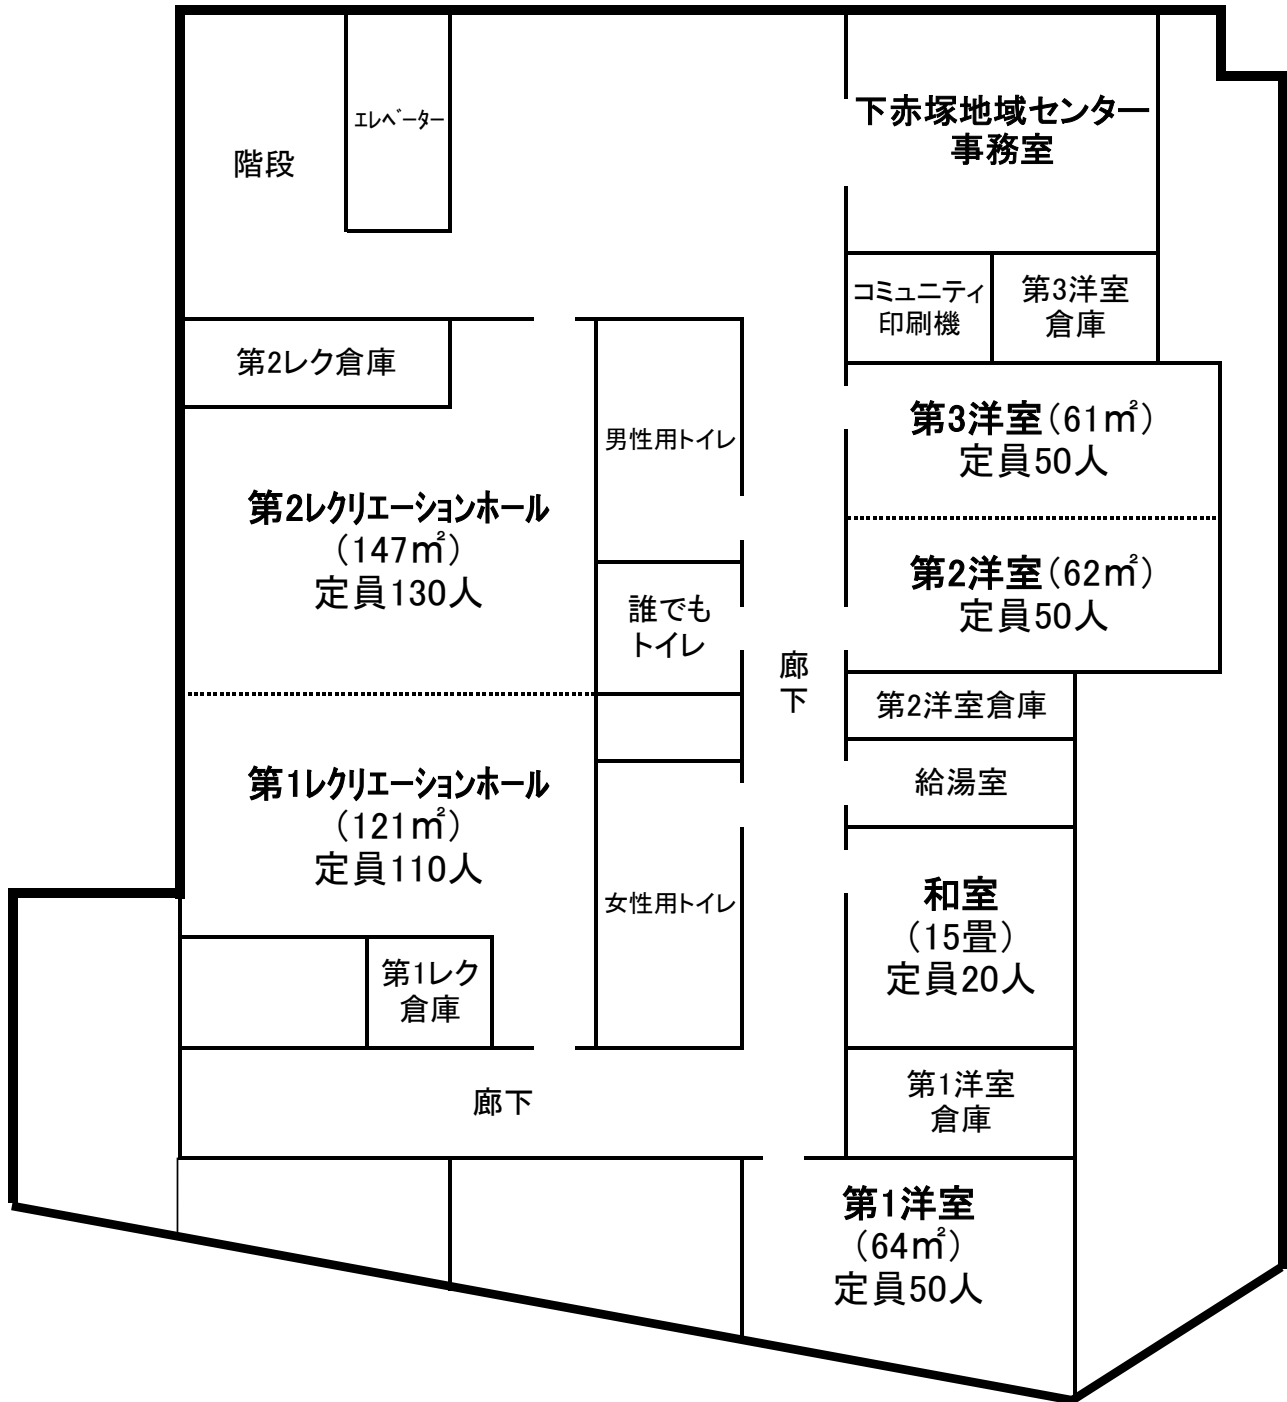 エレベーター
階段
下赤塚地域センター
事務室
コミュニティ
印刷機
第3洋室
倉庫
第2レク倉庫
男性用トイレ
第3洋室(61㎡)
定員50人
第2レクリエーションホール
(147㎡)
定員130人
第2洋室(62㎡)
定員50人
誰でも
トイレ
廊
下
第2洋室倉庫
給湯室
第1レクリエーションホール
(121㎡)
定員110人
女性用トイレ
和室
(15畳)
定員20人
第1レク
倉庫
廊下
第1洋室
倉庫
第1洋室
(64㎡)
定員50人